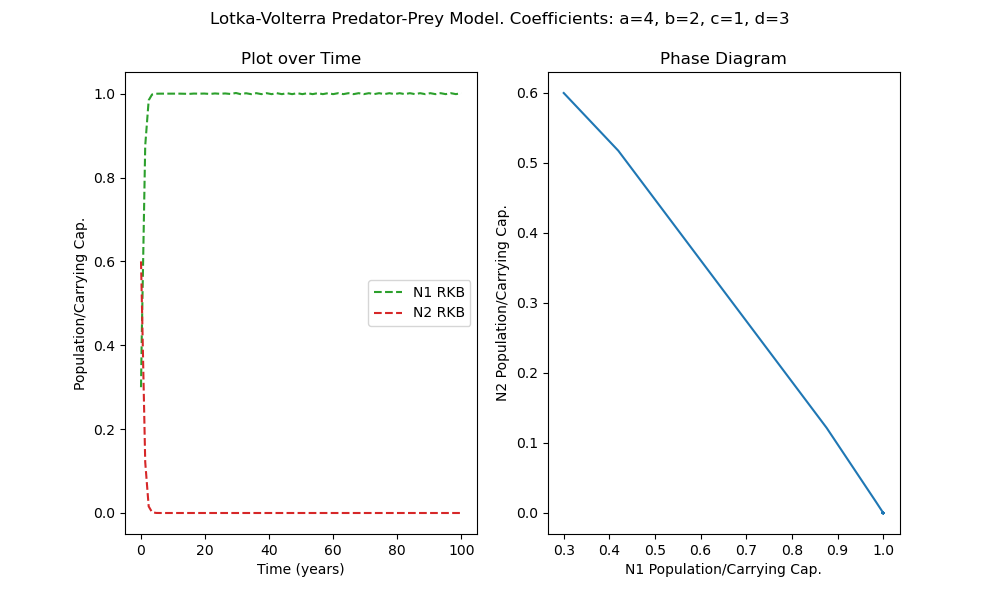 Lotka-Volterra Predator-Prey Model. Coefficients: a=4, b=2, c=1, d=3
Plot over Time
Population/Carrying Cap.
1.0
0.8
0.6
0.4
0.2
0.0
0 20 40 60 80 100
Time (years)
N1 RKB
N2 RKB
Phase Diagram
N2 Population/Carrying Cap.
0.6
0.5
0.4
0.3
0.2
0.1
0.0
0.3 0.4 0.5 0.6 0.7 0.8 0.9 1.0
N1 Population/Carrying Cap.